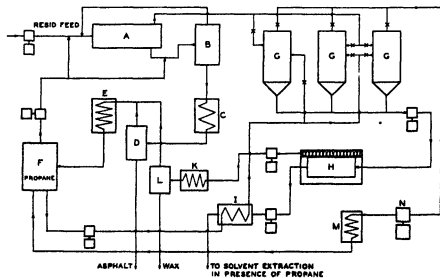 RESID FEED
A
B
G
G
G
E
C
D
F
PROPANE
K
L
H
I
M
N
ASPHALT
WAX
TO SOLVENT EXTRACTION
IN PRESENCE OF PROPANE